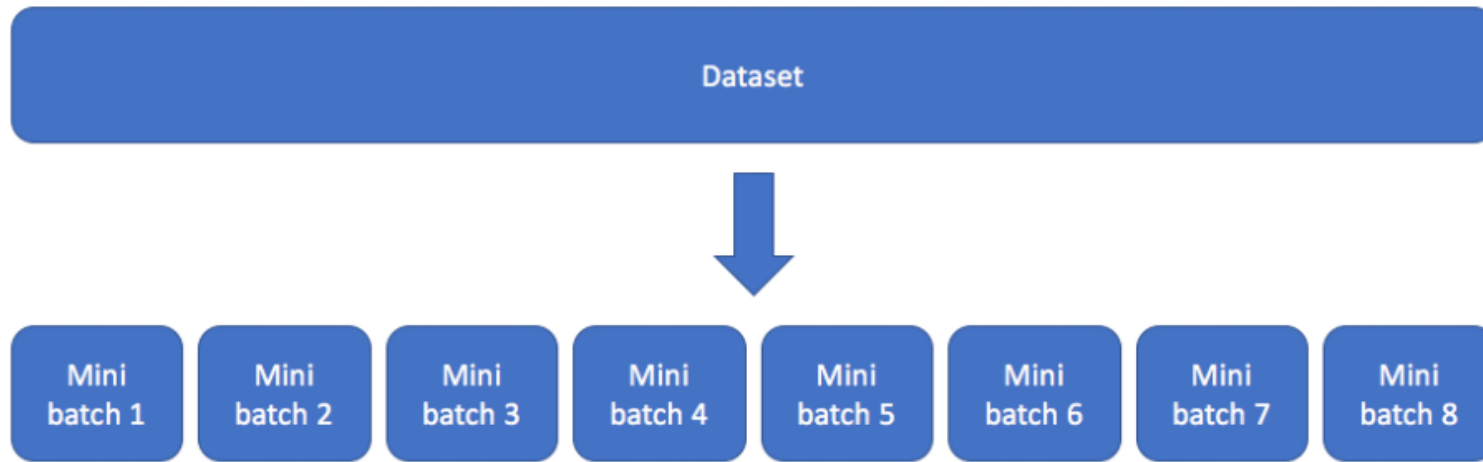 Dataset
Mini
batch 1
Mini
batch 2
Mini
batch 3
Mini
batch 4
Mini
batch 5
Mini
batch 6
Mini
batch 7
Mini
batch 8